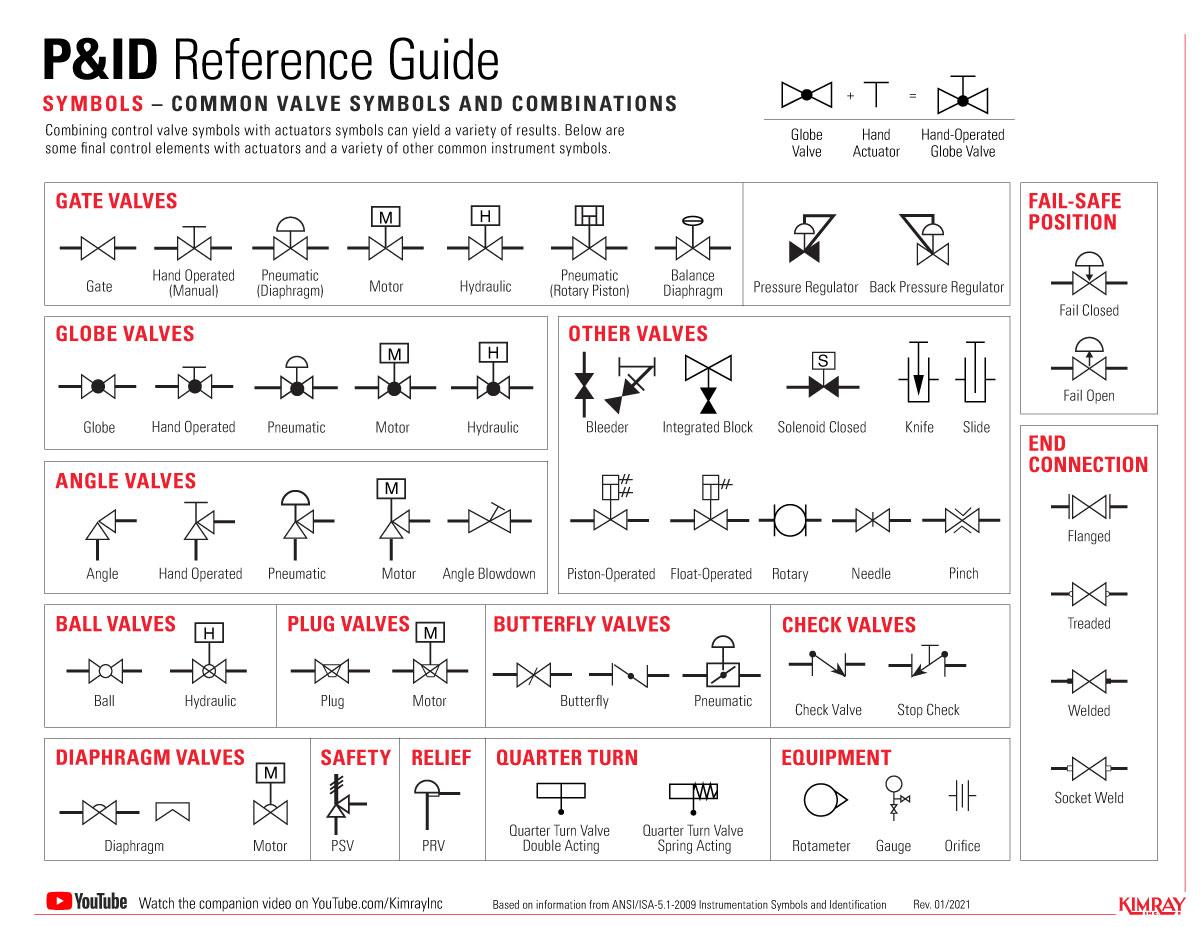 P&ID Reference Guide
SYMBOLS – COMMON VALVE SYMBOLS AND COMBINATIONS
Combining control valve symbols with actuators symbols can yield a variety of results. Below are
some final control elements with actuators and a variety of other common instrument symbols.
+ =
Globe Valve
Hand Actuator
Hand-Operated Globe Valve
GATE VALVES
M
H
Gate
Hand Operated (Manual)
Pneumatic (Diaphragm)
Motor
Hydraulic
Pneumatic (Rotary Piston)
Balance Diaphragm
Pressure Regulator
Back Pressure Regulator
FAIL-SAFE
POSITION
Fail Closed
Fail Open
GLOBE VALVES
M
H
Globe
Hand Operated
Pneumatic
Motor
Hydraulic
OTHER VALVES
S
Bleeder
Integrated Block
Solenoid Closed
Knife
Slide
Piston-Operated
Float-Operated
Rotary
Needle
Pinch
ANGLE VALVES
M
Angle
Hand Operated
Pneumatic
Motor
Angle Blowdown
END
CONNECTION
Flanged
Treaded
Welded
Socket Weld
BALL VALVES
H
Ball
Hydraulic
PLUG VALVES
M
Plug
Motor
BUTTERFLY VALVES
Butterfly
Pneumatic
CHECK VALVES
Check Valve
Stop Check
DIAPHRAGM VALVES
M
Diaphragm
Motor
SAFETY
PSV
RELIEF
PRV
QUARTER TURN
Quarter Turn Valve
Double Acting
Quarter Turn Valve
Spring Acting
EQUIPMENT
Rotameter
Gauge
Orifice
YouTube Watch the companion video on YouTube.com/KimrayInc
Based on information from ANSI/ISA-5.1-2009 Instrumentation Symbols and Identification
Rev. 01/2021
KIMRAY
INC.